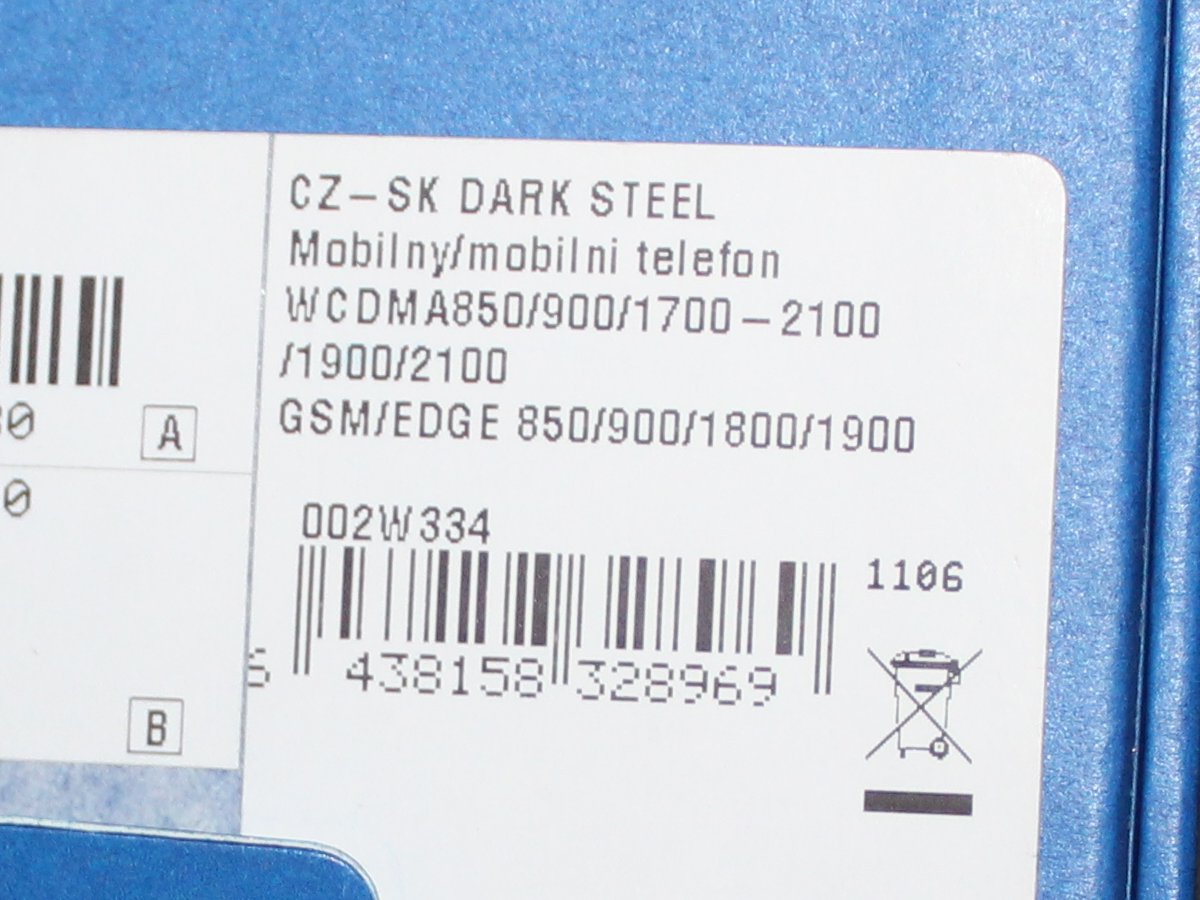 CZ-SK DARK STEEL
Mobilny/mobilni telefon
WCDMA850/900/1700-2100
/1900/2100
GSM/EDGE 850/900/1800/1900
A
0
002W334
1106
438158 328969
B